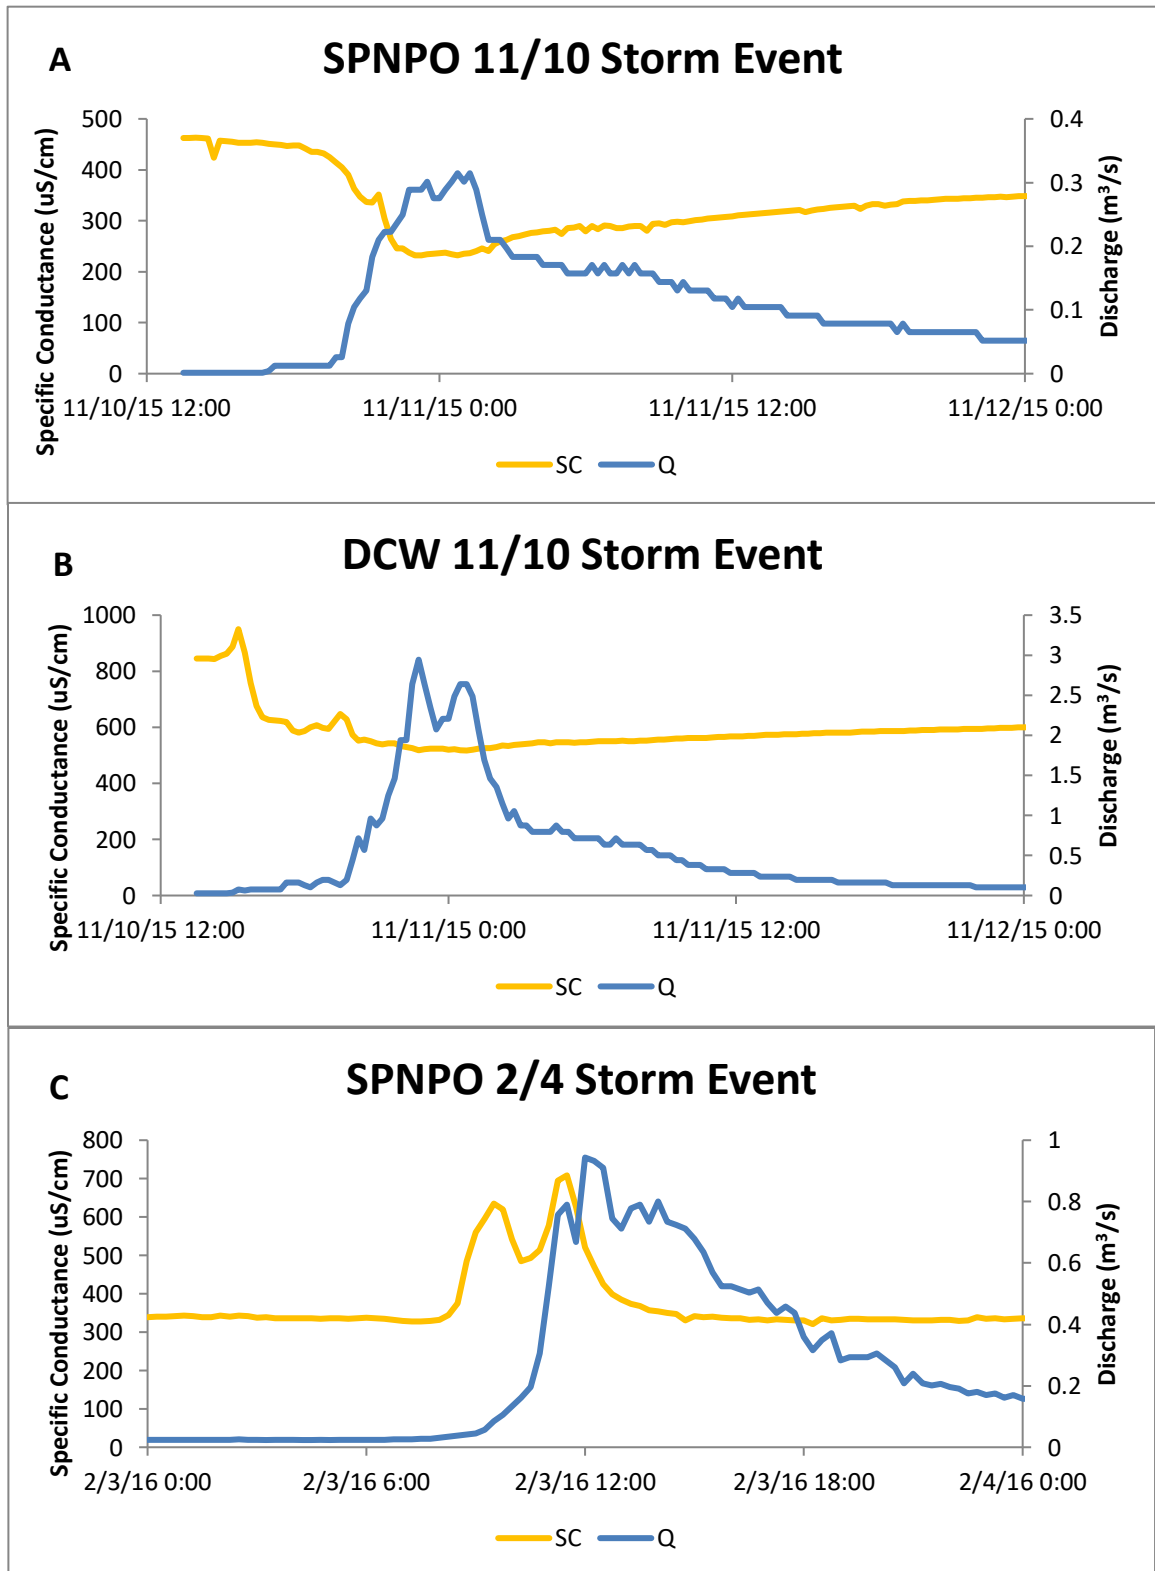 A
SPNPO 11/10 Storm Event
Specific Conductance (uS/cm)
500
400
300
200
100
0
0.4
0.3
0.2
0.1
0
Discharge (m³/s)
11/10/15 12:00
11/11/15 0:00
11/11/15 12:00
11/12/15 0:00
SC
Q
B
DCW 11/10 Storm Event
Specific Conductance (uS/cm)
1000
800
600
400
200
0
3.5
3
2.5
2
1.5
1
0.5
0
Discharge (m³/s)
11/10/15 12:00
11/11/15 0:00
11/11/15 12:00
11/12/15 0:00
SC
Q
C
SPNPO 2/4 Storm Event
Specific Conductance (uS/cm)
800
700
600
500
400
300
200
100
0
1
0.8
0.6
0.4
0.2
0
Discharge (m³/s)
2/3/16 0:00
2/3/16 6:00
2/3/16 12:00
2/3/16 18:00
2/4/16 0:00
SC
Q